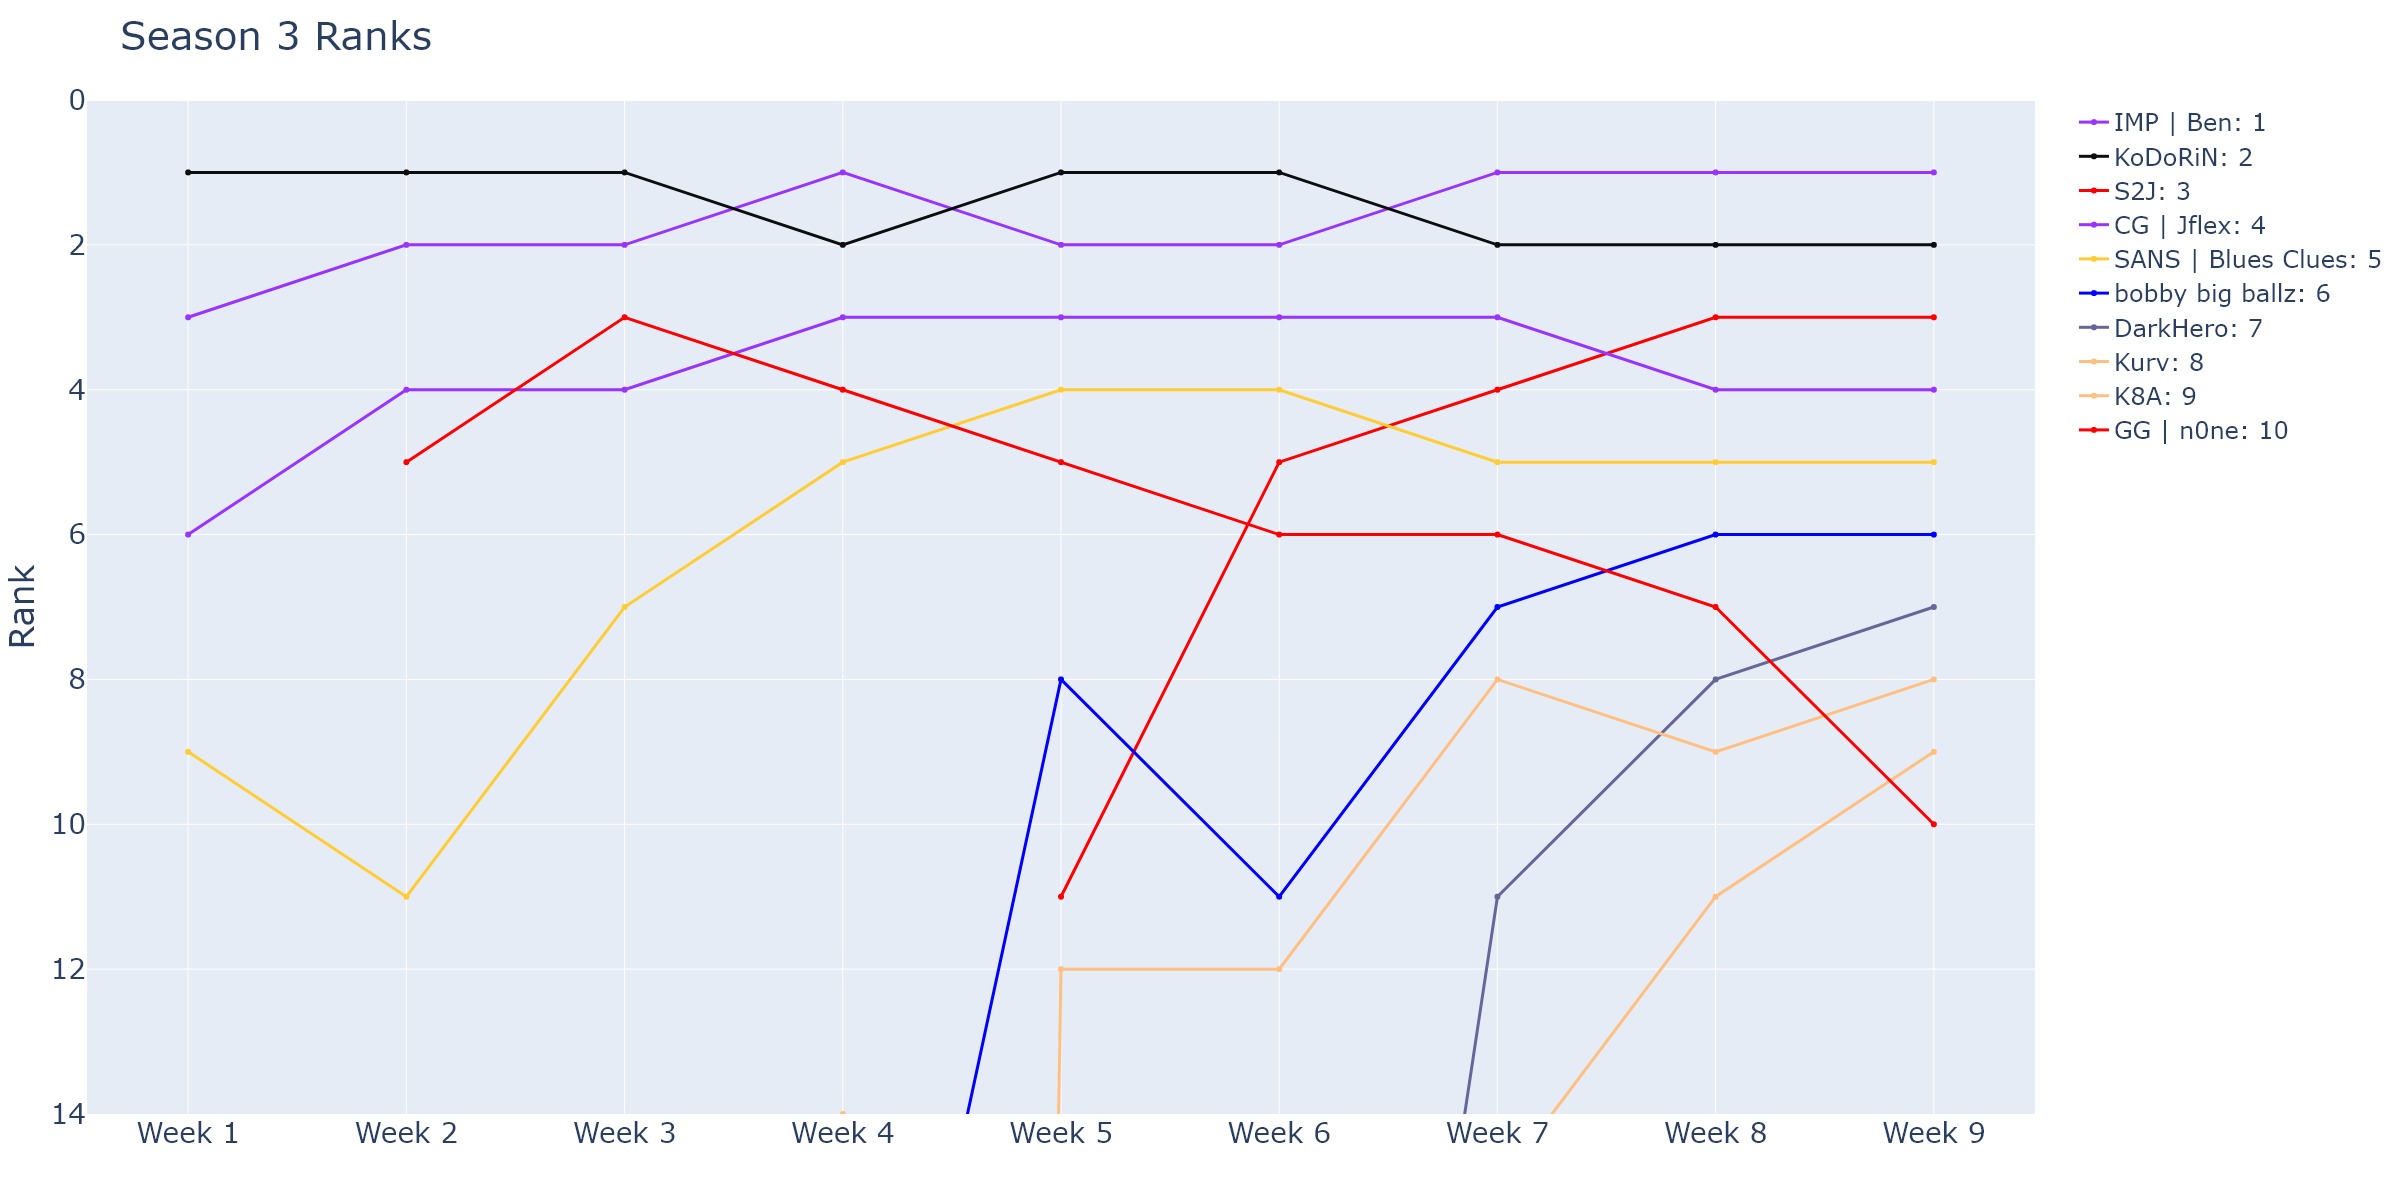 Season 3 Ranks
0
2
4
6
8
10
12
14
Rank
Week 1
Week 2
Week 3
Week 4
Week 5
Week 6
Week 7
Week 8
Week 9
IMP | Ben: 1
KoDoRiN: 2
S2J: 3
CG | Jflex: 4
SANS | Blues Clues: 5
bobby big ballz: 6
DarkHero: 7
Kurv: 8
K8A: 9
GG | n0ne: 10